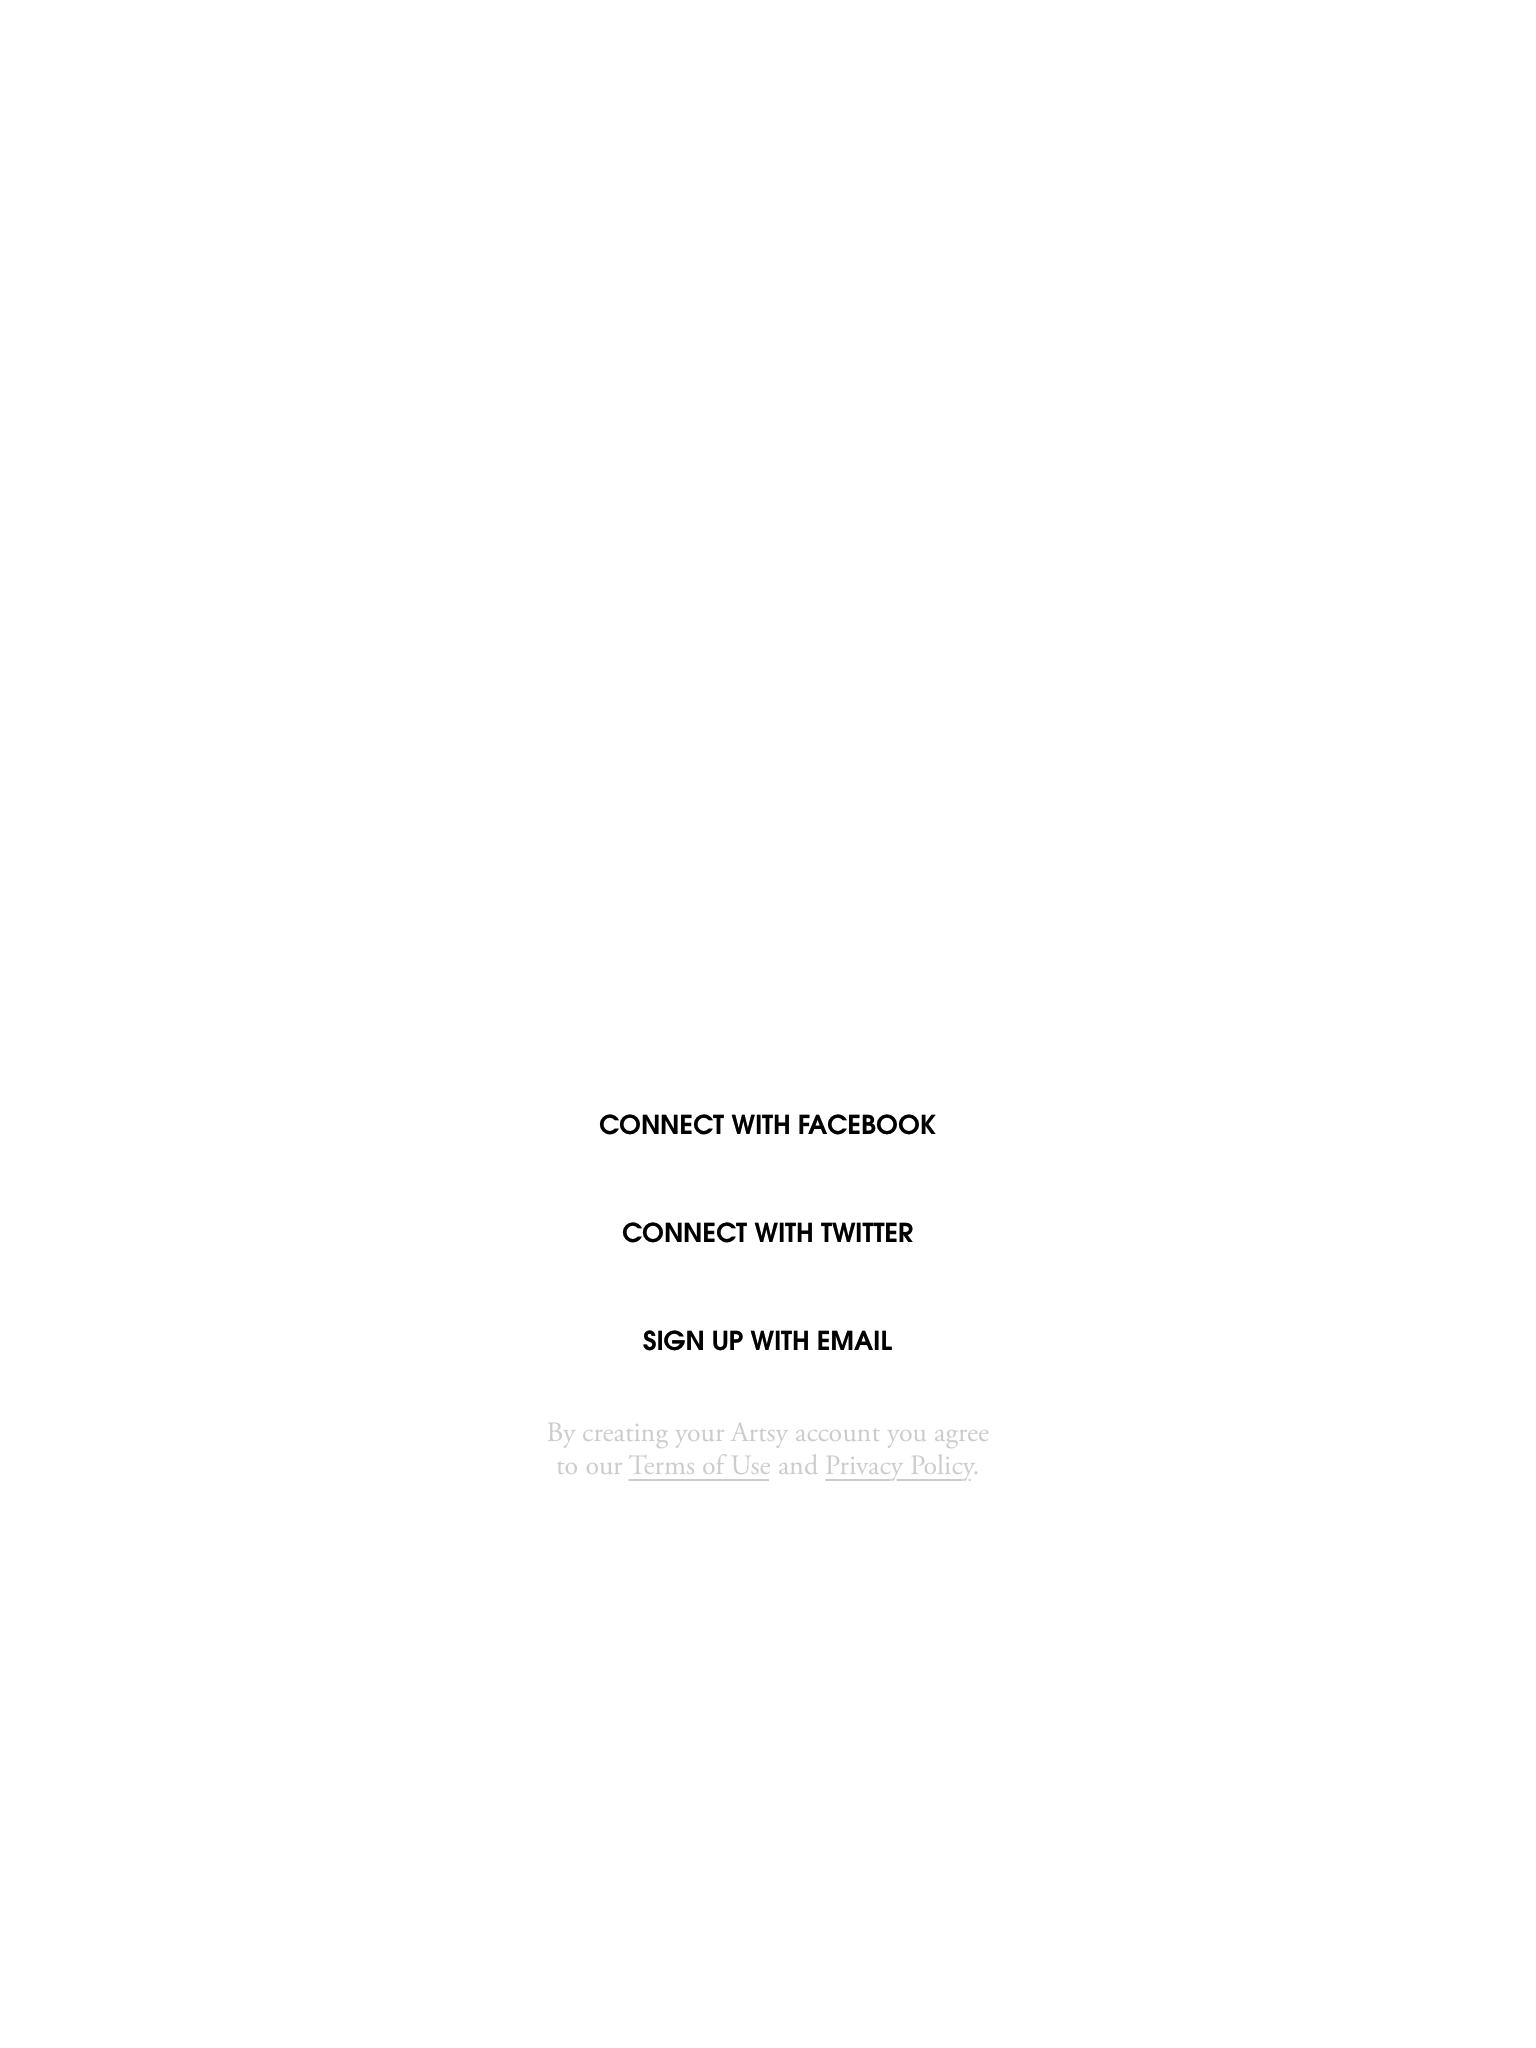 CONNECT WITH FACEBOOK
CONNECT WITH TWITTER
SIGN UP WITH EMAIL
By creating your Artsy account you agree
to our Terms of Use and Privacy Policy.